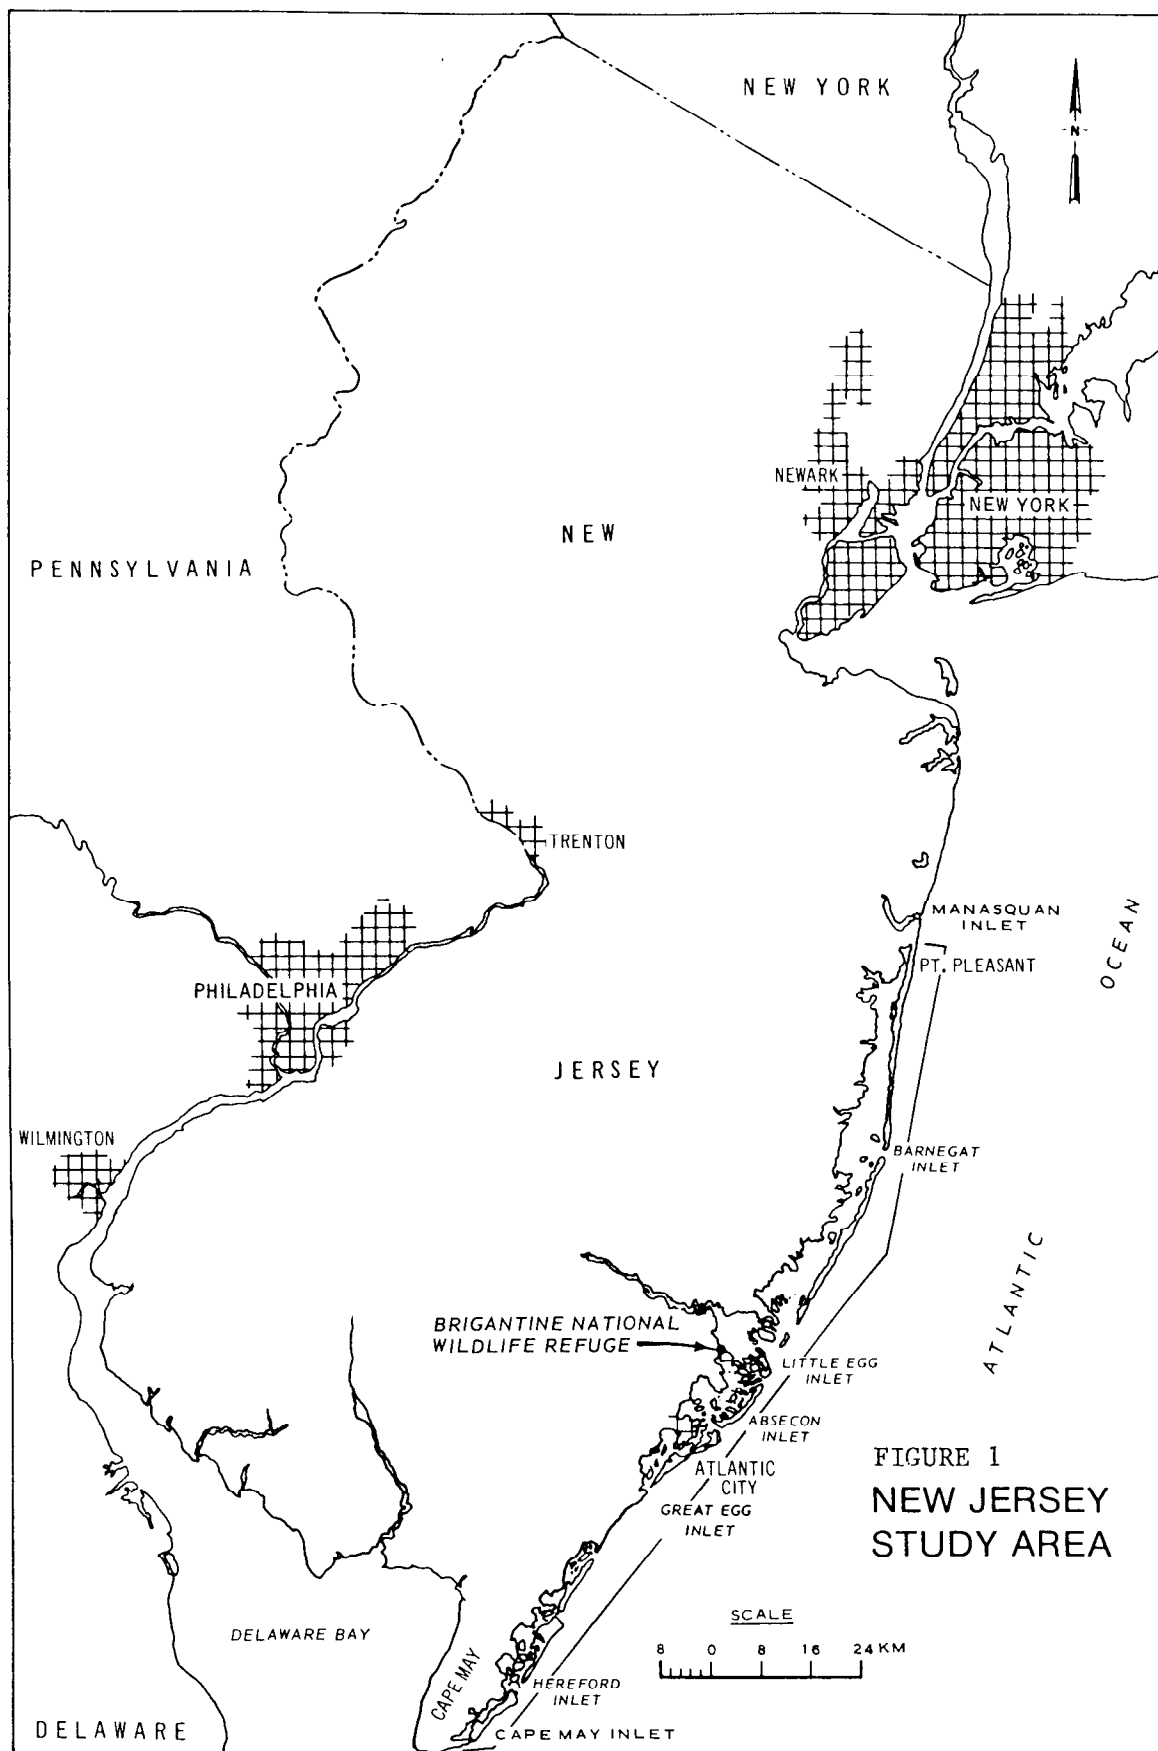 NEW YORK
N
NEWARK
NEW YORK
NEW
PENNSYLVANIA
TRENTON
MANASQUAN
INLET
PT. PLEASANT
OCEAN
PHILADELPHIA
JERSEY
WILMINGTON
BARNEGAT
INLET
ATLANTIC
BRIGANTINE NATIONAL
WILDLIFE REFUGE
LITTLE EGG
INLET
ABSECON
INLET
ATLANTIC
CITY
GREAT EGG
INLET
FIGURE 1
NEW JERSEY
STUDY AREA
SCALE
8 0 8 16 24 KM
DELAWARE BAY
CAPE MAY
HEREFORD
INLET
CAPE MAY INLET
DELAWARE